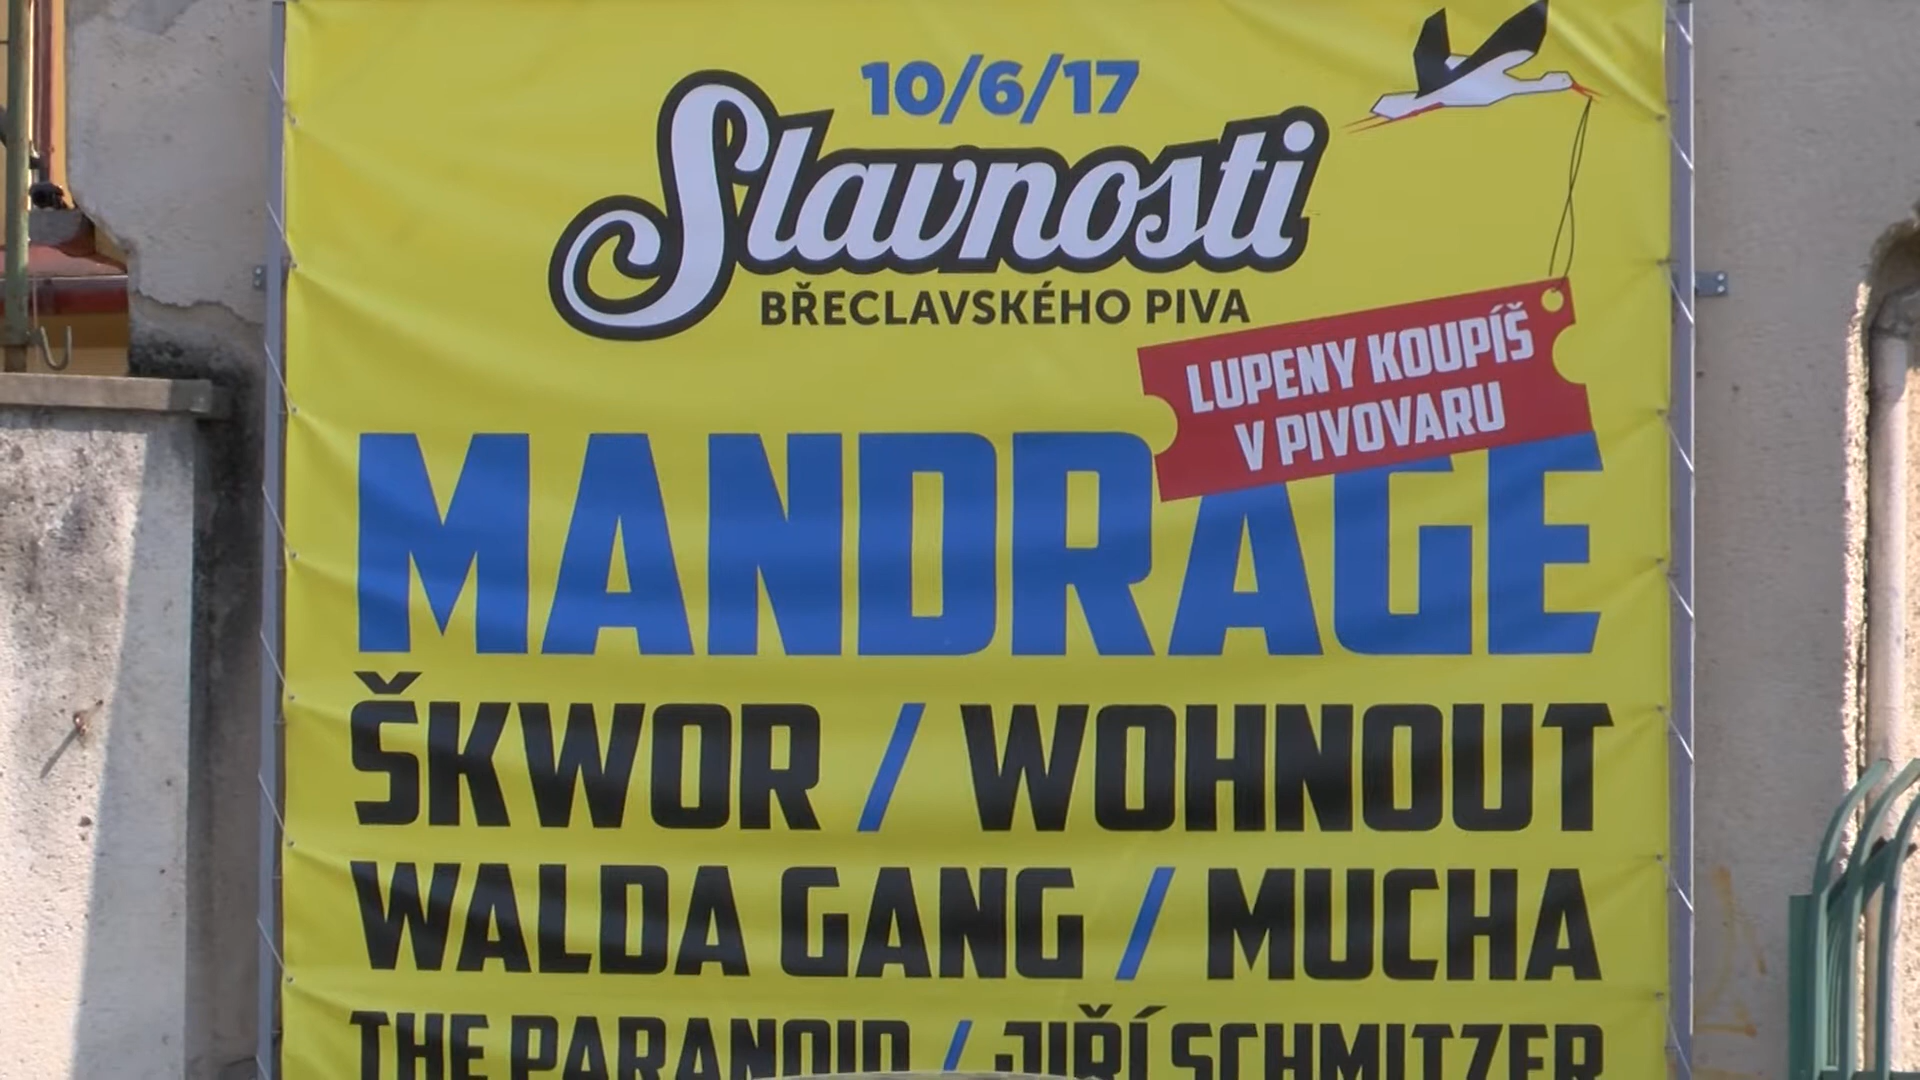 10/6/17
Slavnosti
BŘECLAVSKÉHO PIVA
LUPENY KOUPÍŠ
V PIVOVARU
MANDRAGE
ŠKWOR / WOHNOUT
WALDA GANG / MUCHA
THE PARANOID / JIŘÍ SCHMITZER